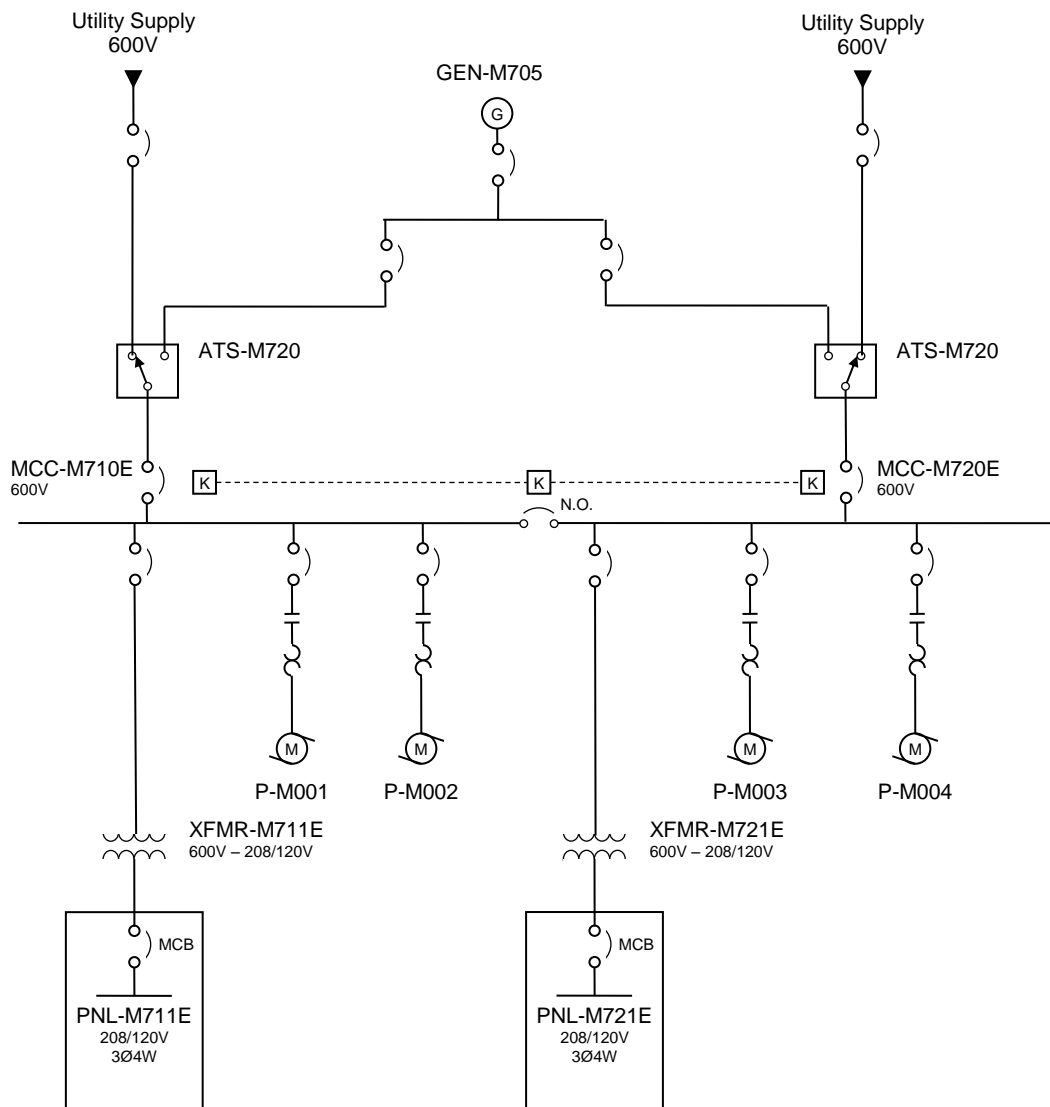 Utility Supply
600V
Utility Supply
600V
GEN-M705
G
ATS-M720
ATS-M720
MCC-M710E
600V
K
K
K
MCC-M720E
600V
N.O.
M
M
M
M
P-M001
P-M002
P-M003
P-M004
XFMR-M711E
600V – 208/120V
XFMR-M721E
600V – 208/120V
MCB
MCB
PNL-M711E
208/120V
3Ø4W
PNL-M721E
208/120V
3Ø4W